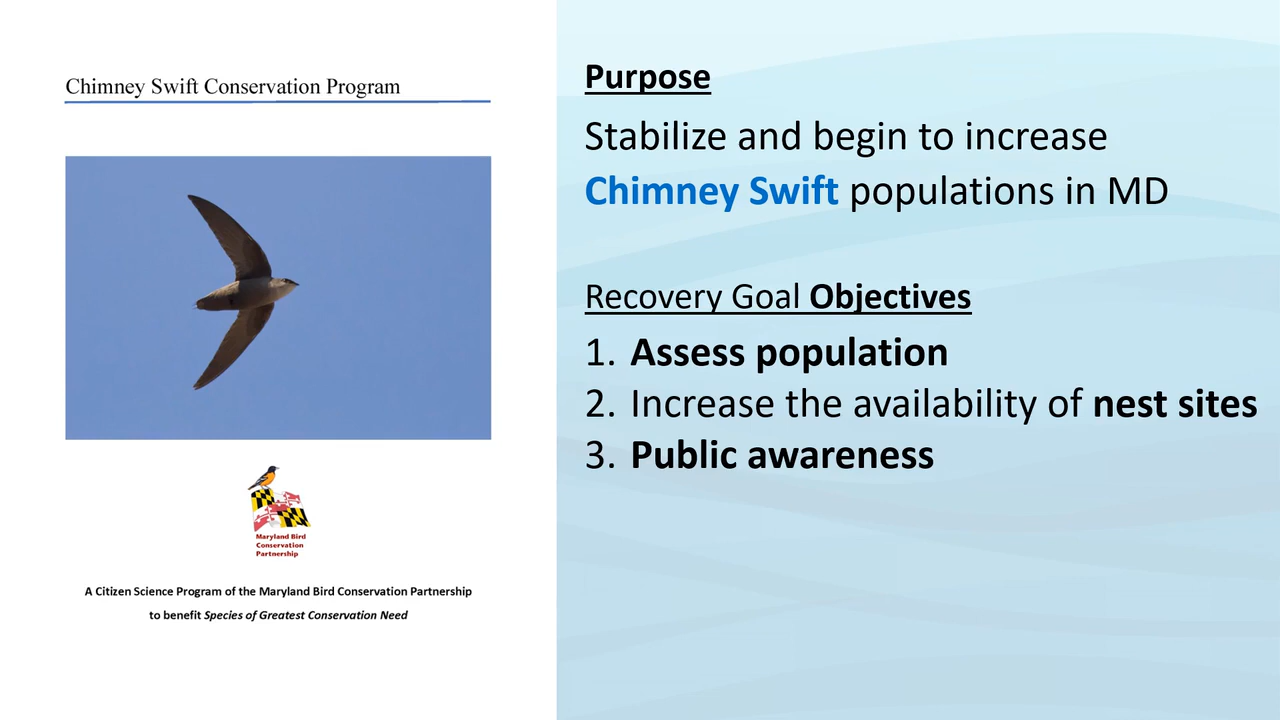 Chimney Swift Conservation Program
Maryland Bird
Conservation
Partnership
A Citizen Science Program of the Maryland Bird Conservation Partnership
to benefit Species of Greatest Conservation Need
Purpose
Stabilize and begin to increase
Chimney Swift populations in MD
Recovery Goal Objectives
1. Assess population
2. Increase the availability of nest sites
3. Public awareness